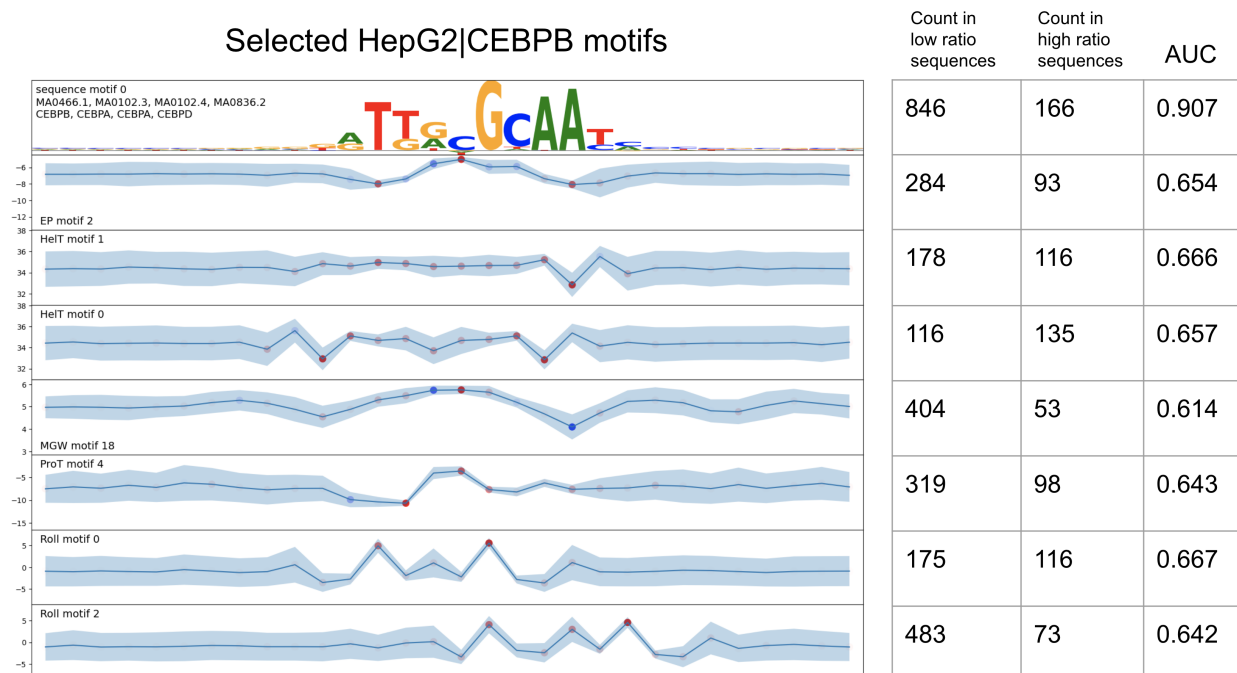 Selected HepG2|CEBPB motifs
Count in
low ratio
sequences
Count in
high ratio
sequences
AUC
sequence motif 0
MA0466.1, MA0102.3, MA0102.4, MA0836.2
CEBPB, CEBPA, CEBPA, CEBPD
846 166 0.907
−6
−8
−10
−12
EP motif 2
284 93 0.654
38
36
34
32
HelT motif 1
178 116 0.666
38
36
34
32
HelT motif 0
116 135 0.657
6
5
4
3
MGW motif 18
404 53 0.614
−5
−10
−15
ProT motif 4
319 98 0.643
5
0
−5
Roll motif 0
175 116 0.667
5
0
−5
Roll motif 2
483 73 0.642